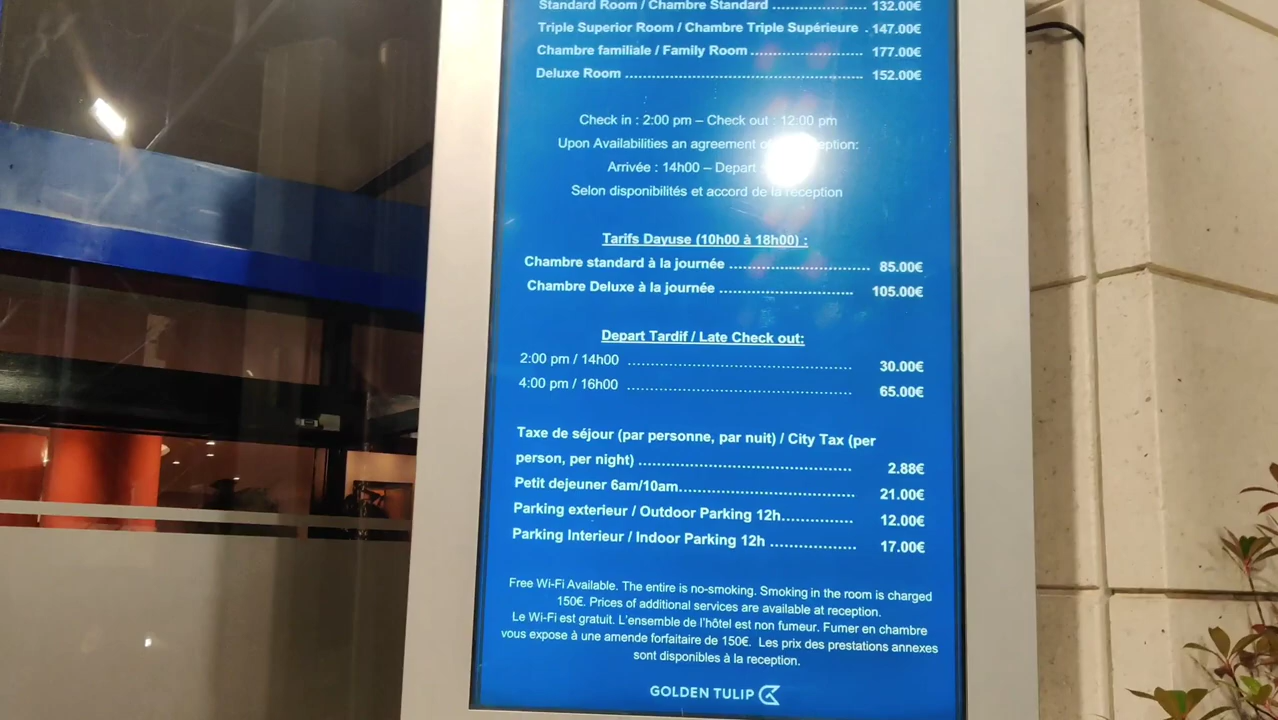 Standard Room / Chambre Standard ........................ 132.00€
Triple Superior Room / Chambre Triple Supérieure . 147.00€
Chambre familiale / Family Room ............................. 177.00€
Deluxe Room ............................................................. 152.00€
Check in : 2:00 pm – Check out : 12:00 pm
Upon Availabilities an agreement
Arrivée : 14h00 – Depart
Selon disponibilités et accord de la réception
Tarifs Dayuse (10h00 à 18h00) :
Chambre standard à la journée .................................... 85.00€
Chambre Deluxe à la journée ................................. 105.00€
Depart Tardif / Late Check out:
2:00 pm / 14h00 ....................................................... 30.00€
4:00 pm / 16h00 ....................................................... 65.00€
Taxe de séjour (par personne, par nuit) / City Tax (per
person, per night) ..................................................... 2.88€
Petit dejeuner 6am/10am............................................ 21.00€
Parking exterieur / Outdoor Parking 12h.................. 12.00€
Parking Interieur / Indoor Parking 12h ..................... 17.00€
Free Wi-Fi Available. The entire is no-smoking. Smoking in the room is charged
150€. Prices of additional services are available at reception.
Le Wi-Fi est gratuit. L'ensemble de l'hôtel est non fumeur. Fumer en chambre
vous expose à une amende forfaitaire de 150€. Les prix des prestations annexes
sont disponibles à la reception.
GOLDEN TULIP